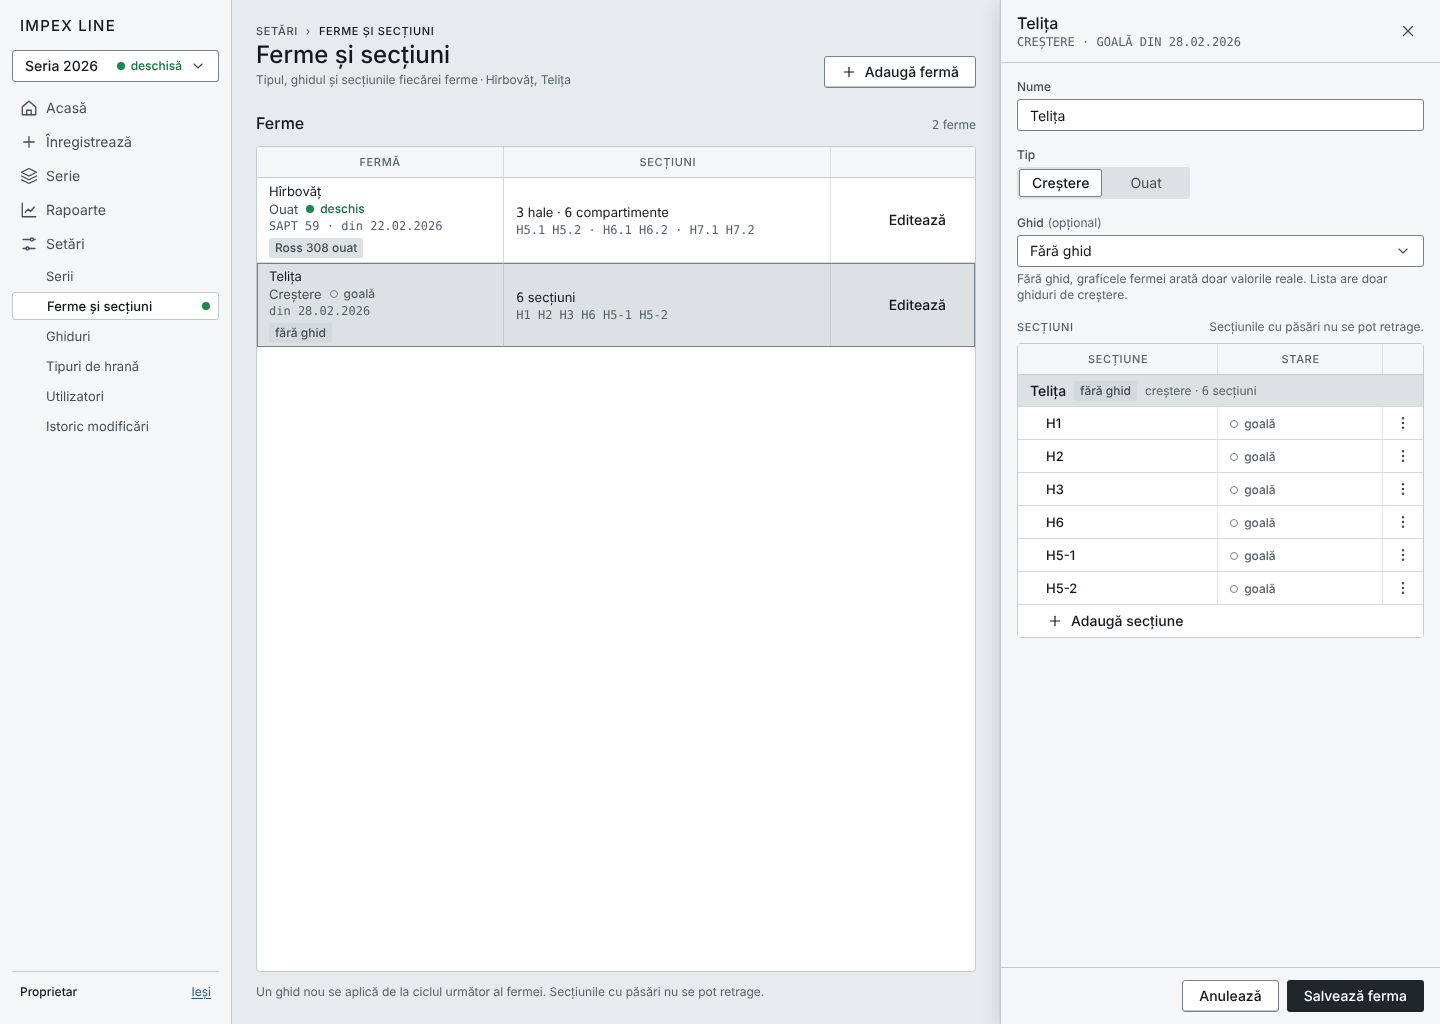 IMPEX LINE
Seria 2026 deschisă
Acasă
Înregistrează
Serie
Rapoarte
Setări
Serii
Ferme și secțiuni
Ghiduri
Tipuri de hrană
Utilizatori
Istoric modificări
Proprietar Ieși
SETĂRI › FERME ȘI SECȚIUNI
Ferme și secțiuni
Tipul, ghidul și secțiunile fiecărei ferme · Hîrbovăț, Telița
Adaugă fermă
Ferme 2 ferme
FERMĂ SECȚIUNI
Hîrbovăț
Ouat deschis
SAPT 59 · din 22.02.2026
Ross 308 ouat
3 hale · 6 compartimente
H5.1 H5.2 · H6.1 H6.2 · H7.1 H7.2
Editează
Telița
Creștere goală
din 28.02.2026
fără ghid
6 secțiuni
H1 H2 H3 H6 H5-1 H5-2
Editează
Un ghid nou se aplică de la ciclul următor al fermei. Secțiunile cu păsări nu se pot retrage.
Telița
CREȘTERE · GOALĂ DIN 28.02.2026
Nume
Telița
Tip
Creștere Ouat
Ghid (opțional)
Fără ghid
Fără ghid, graficele fermei arată doar valorile reale. Lista are doar
ghiduri de creștere.
SECȚIUNI Secțiunile cu păsări nu se pot retrage.
SECȚIUNE STARE
Telița fără ghid creștere · 6 secțiuni
H1 goală
H2 goală
H3 goală
H6 goală
H5-1 goală
H5-2 goală
Adaugă secțiune
Anulează Salvează ferma